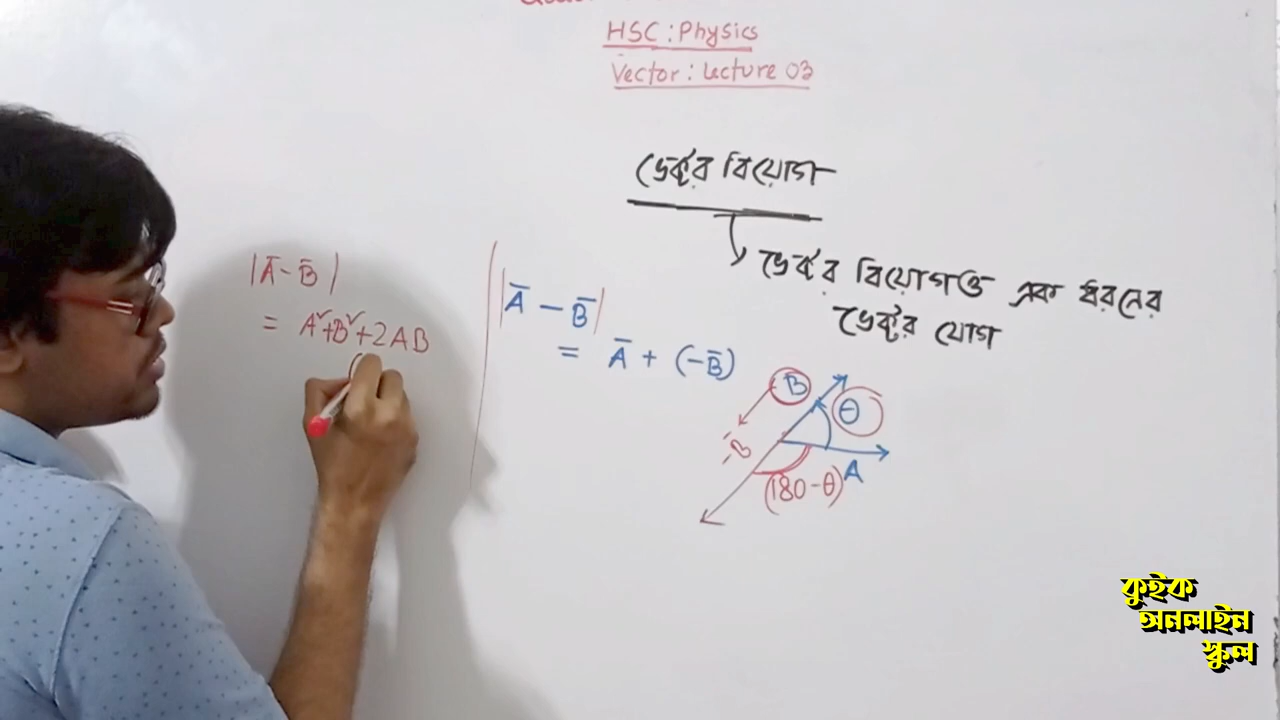 HSC : Physics
Vector : Lecture 03
ভেক্টর বিয়োগ
ভেক্টর বিয়োগও এক ধরনের
ভেক্টর যোগ
|A̅ - B̅|
= A²+B²+2AB
(
|A̅ - B̅|
= A̅ + (-B̅)
B
θ
-B̅
A
(180-θ)
কুইক
অনলাইন
স্কুল